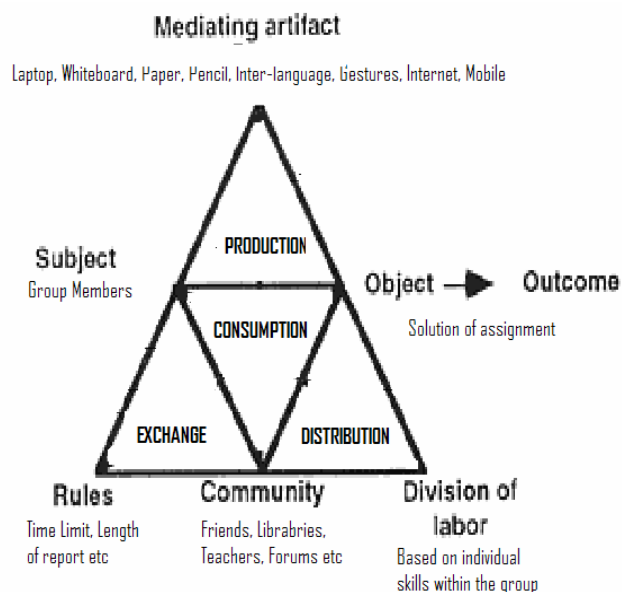 Mediating artifact
Laptop, Whiteboard, Paper, Pencil, Inter-language, Gestures, Internet, Mobile
PRODUCTION
Subject
Group Members
Object
Outcome
Solution of assignment
CONSUMPTION
EXCHANGE
DISTRIBUTION
Rules
Time Limit, Length
of report etc
Community
Friends, Librabries,
Teachers, Forums etc
Division of
labor
Based on individual
skills within the group